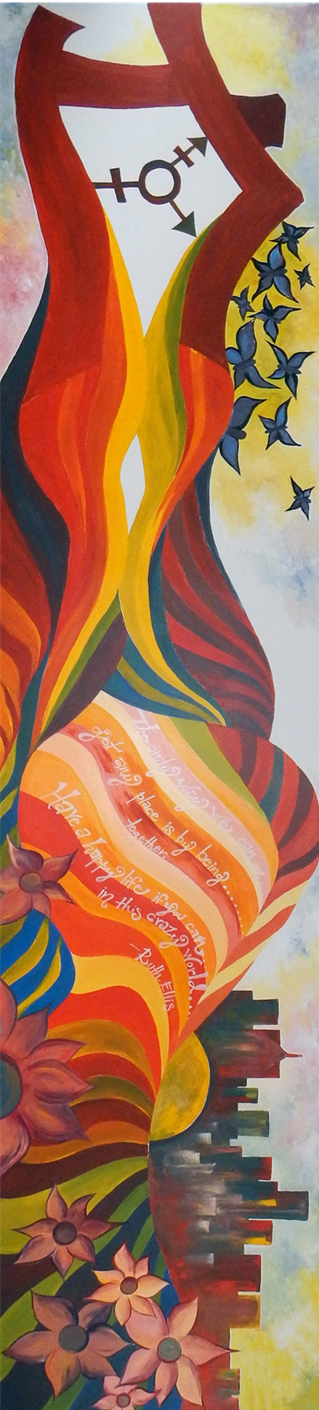 The only way we
get any place is by being......
together.
Have a happy life if you can
in this crazy world....
-Ruth Ellis